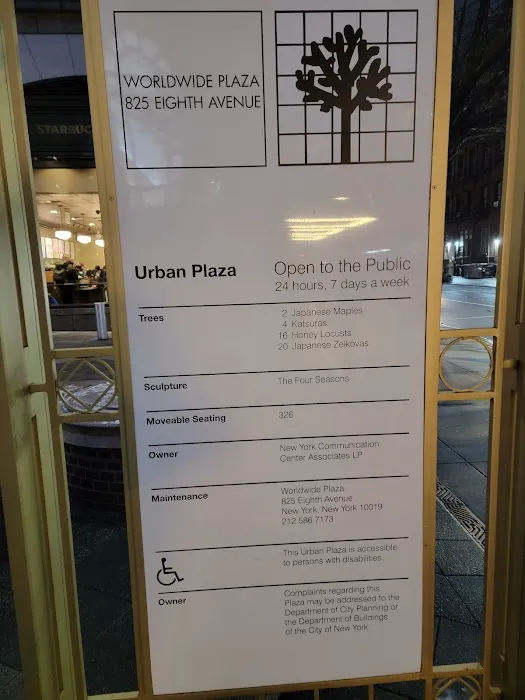 WORLDWIDE PLAZA
825 EIGHTH AVENUE
STARBUC
Urban Plaza
Open to the Public
24 hours, 7 days a week
Trees
2 Japanese Maples
4 Katsuras
16 Honey Locusts
20 Japanese Zelkovas
Sculpture
The Four Seasons
Moveable Seating
326
Owner
New York Communication
Center Associates LP
Maintenance
Worldwide Plaza
825 Eighth Avenue
New York, New York 10019
212 586 7173
This Urban Plaza is accessible
to persons with disabilities.
Owner
Complaints regarding this
Plaza may be addressed to the
Department of City Planning or
the Department of Buildings
of the City of New York